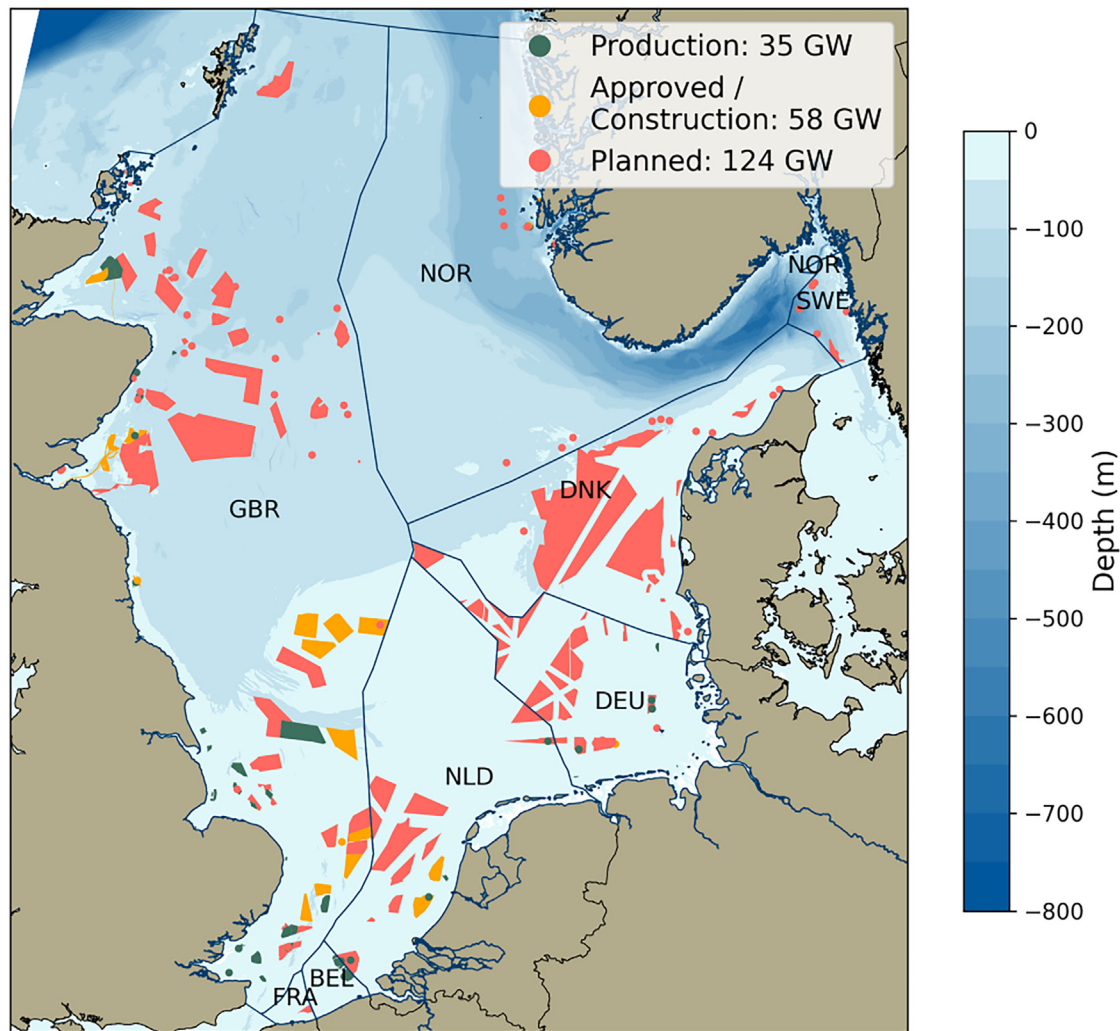 Production: 35 GW
Approved /
Construction: 58 GW
Planned: 124 GW
NOR
NOR
SWE
DNK
GBR
DEU
NLD
BEL
FRA
0
−100
−200
−300
−400
−500
−600
−700
−800
Depth (m)